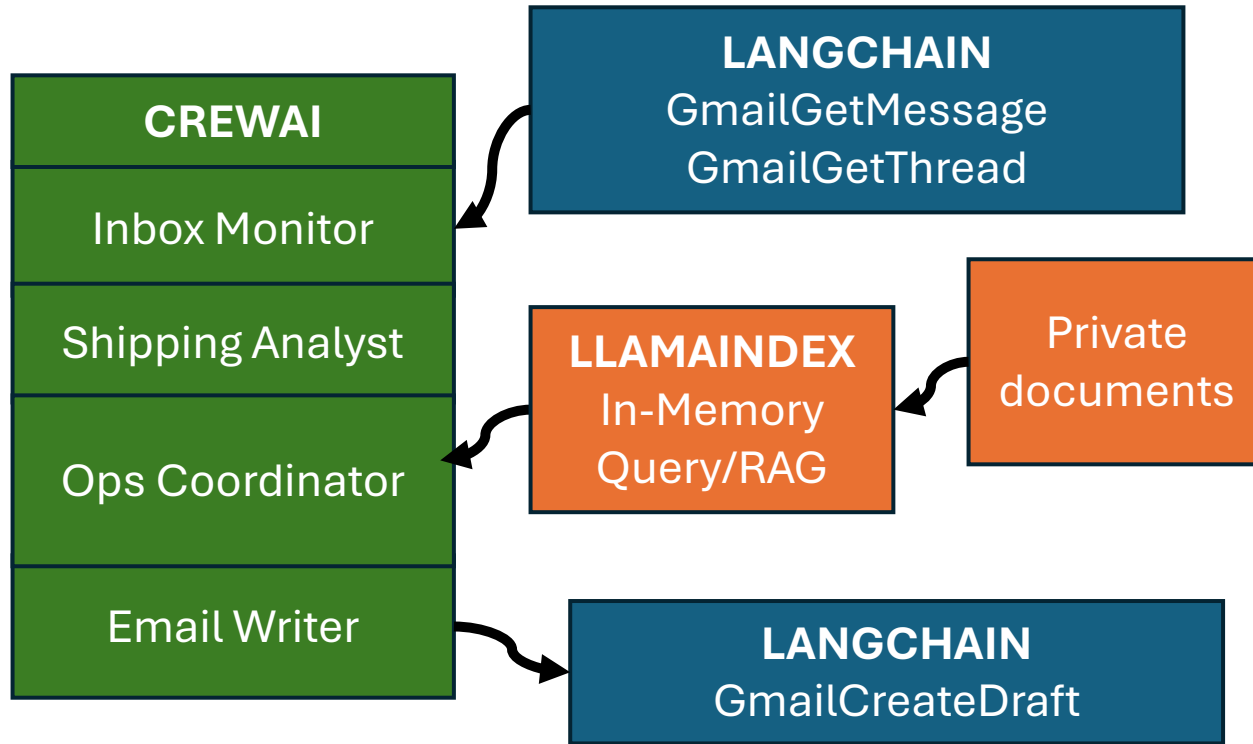 CREWAI
Inbox Monitor
Shipping Analyst
Ops Coordinator
Email Writer
LANGCHAIN
GmailGetMessage
GmailGetThread
LLAMAINDEX
In-Memory
Query/RAG
Private
documents
LANGCHAIN
GmailCreateDraft